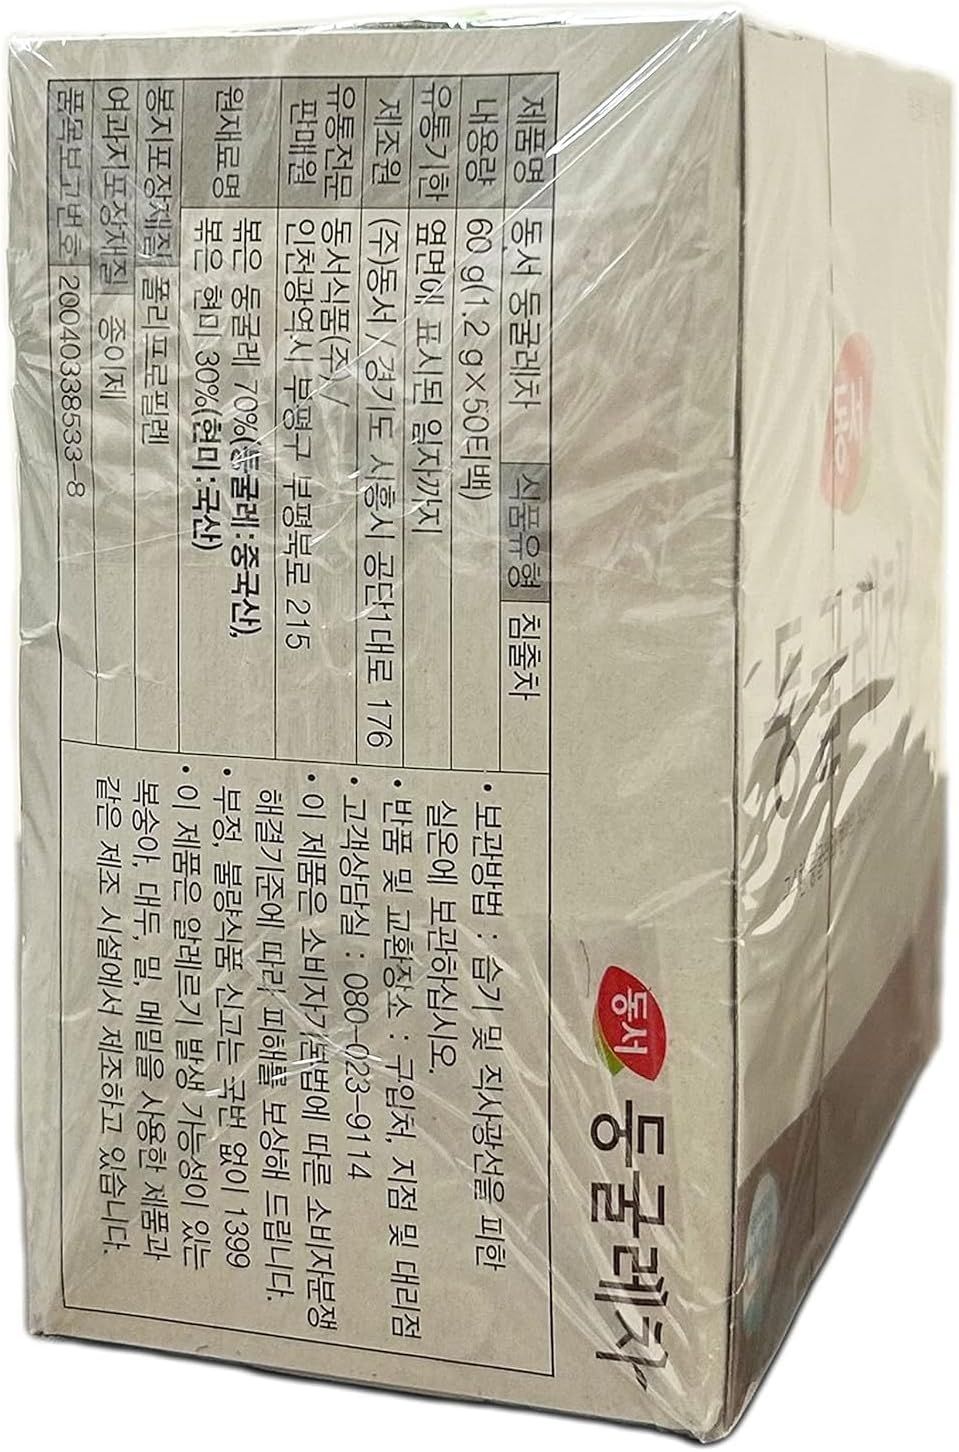 동서 둥굴레차
제품명 동서 둥굴레차 식품유형 침출차
내용량 60 g(1.2 g×50티백)
유통기한 옆면에 표시된 일자까지
제조원 (주)동서 / 경기도 시흥시 공단1대로 176
유통전문 동서식품(주) /
판매원 인천광역시 부평구 부평북로 215
원재료명 볶은 둥굴레 70%(둥굴레:중국산),
볶은 현미 30%(현미:국산)
봉지포장재질 폴리프로필렌
여과지포장재질 종이제
품목보고번호 20040338533-8
• 보관방법 : 습기 및 직사광선을 피한
실온에 보관하십시오.
• 반품 및 교환장소 : 구입처, 지점 및 대리점
• 고객상담실 : 080-023-9114
• 이 제품은 소비자기본법에 따른 소비자분쟁
해결기준에 따라 피해를 보상해 드립니다.
• 부정, 불량식품 신고는 국번 없이 1399
• 이 제품은 알레르기 발생 가능성이 있는
복숭아, 대두, 밀, 메밀을 사용한 제품과
같은 제조 시설에서 제조하고 있습니다.